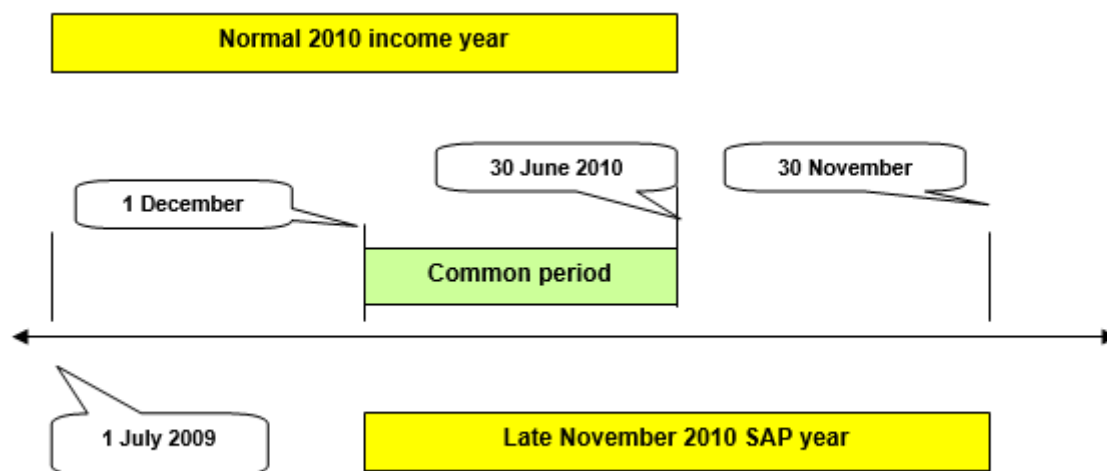 Normal 2010 income year
30 June 2010
30 November
1 December
Common period
1 July 2009
Late November 2010 SAP year